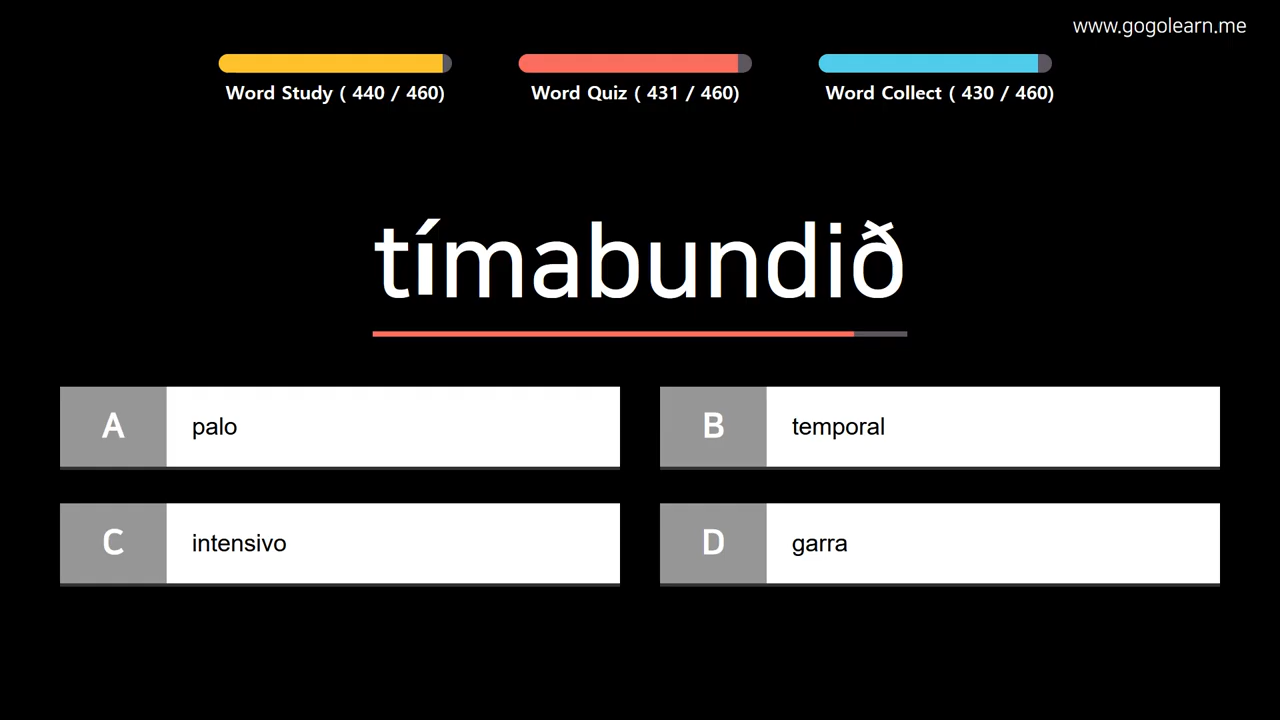 www.gogolearn.me
Word Study ( 440 / 460)
Word Quiz ( 431 / 460)
Word Collect ( 430 / 460)
tímabundið
A palo
B temporal
C intensivo
D garra